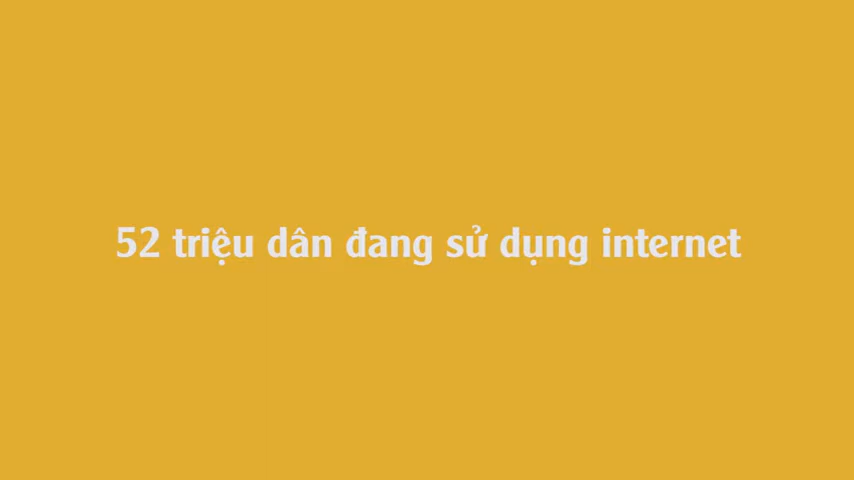 52 triệu dân đang sử dụng internet